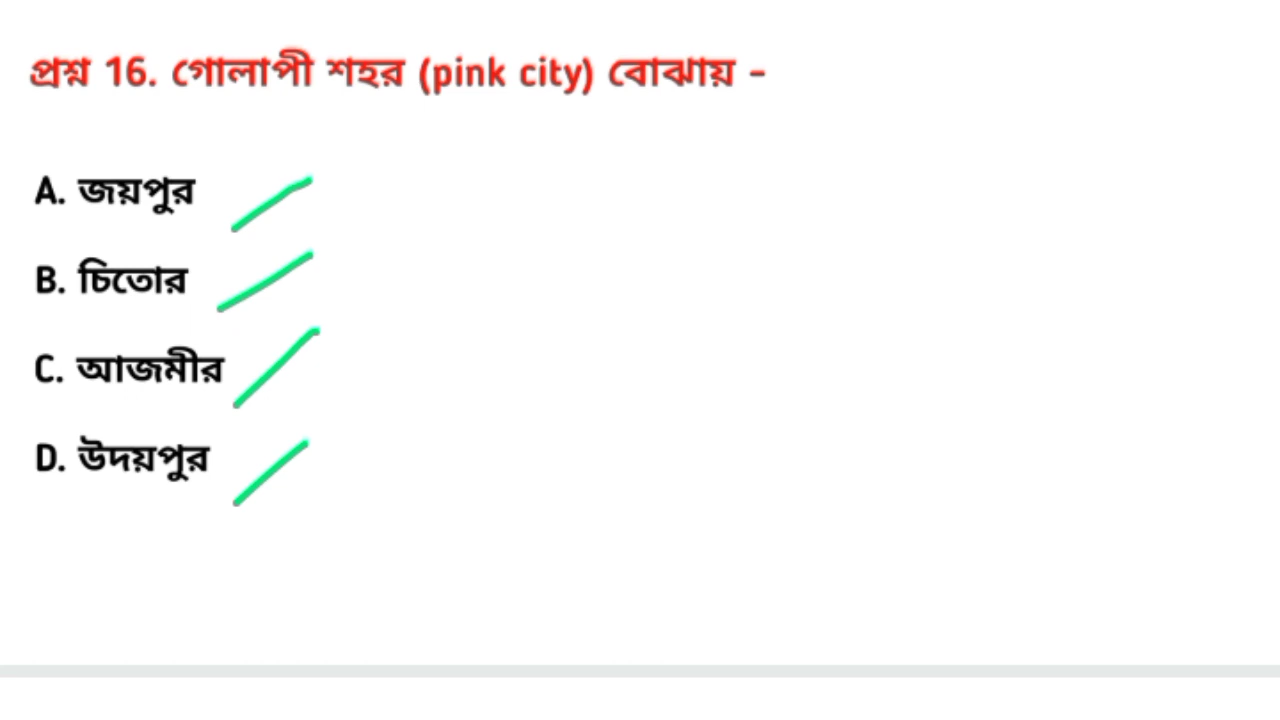 প্রশ্ন 16. গোলাপী শহর (pink city) বোঝায় -
A. জয়পুর
B. চিতোর
C. আজমীর
D. উদয়পুর